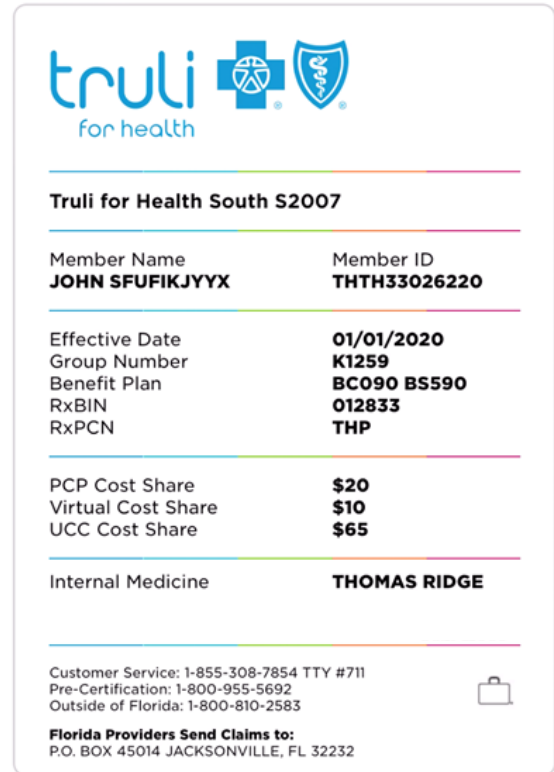 truli
for health
Truli for Health South S2007
Member Name Member ID
JOHN SFUFIKJYYX THTH33026220
Effective Date 01/01/2020
Group Number K1259
Benefit Plan BC090 BS590
RxBIN 012833
RxPCN THP
PCP Cost Share $20
Virtual Cost Share $10
UCC Cost Share $65
Internal Medicine THOMAS RIDGE
Customer Service: 1-855-308-7854 TTY #711
Pre-Certification: 1-800-955-5692
Outside of Florida: 1-800-810-2583
Florida Providers Send Claims to:
P.O. BOX 45014 JACKSONVILLE, FL 32232